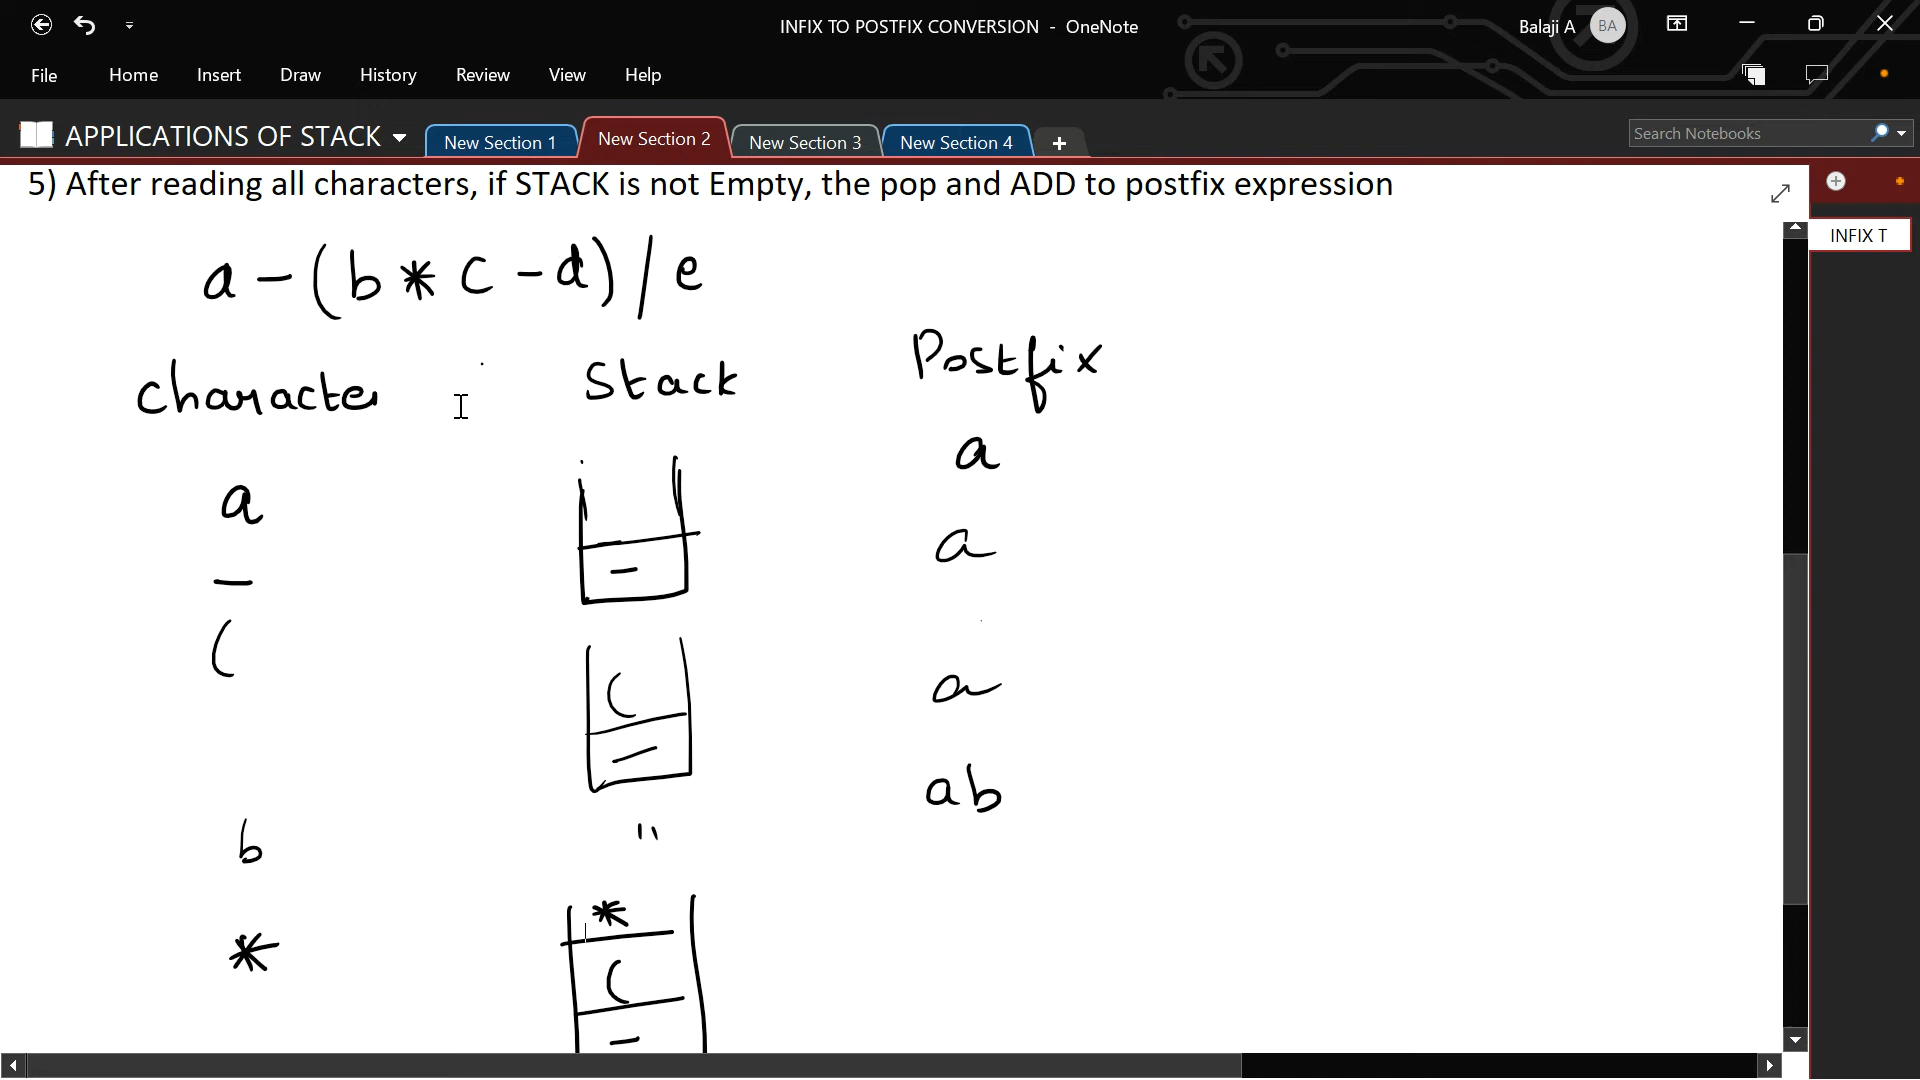 INFIX TO POSTFIX CONVERSION - OneNote
Balaji A BA
File Home Insert Draw History Review View Help
APPLICATIONS OF STACK New Section 1 New Section 2 New Section 3 New Section 4 +
Search Notebooks
5) After reading all characters, if STACK is not Empty, the pop and ADD to postfix expression
INFIX T
a - ( b * c - d ) / e
character Stack Postfix
a a
- - a
( ( a
-
b " ab
* *
(
-